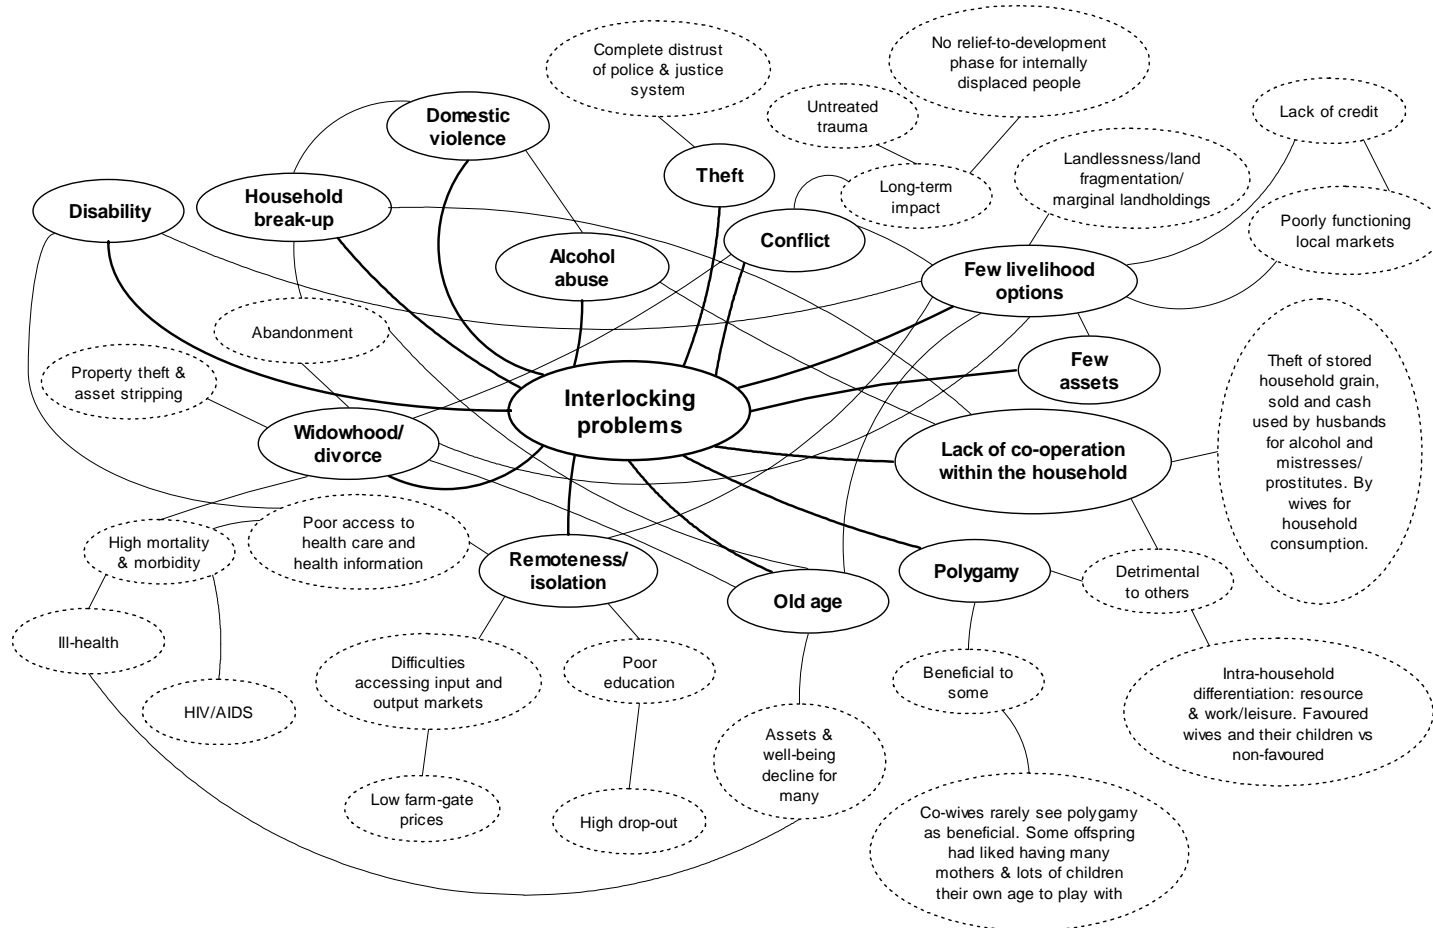 Complete distrust
of police & justice
system
No relief-to-development
phase for internally
displaced people
Untreated
trauma
Lack of credit
Domestic
violence
Theft
Landlessness/land
fragmentation/
marginal landholdings
Long-term
impact
Disability
Household
break-up
Conflict
Poorly functioning
local markets
Alcohol
abuse
Few livelihood
options
Abandonment
Property theft &
asset stripping
Few
assets
Interlocking
problems
Theft of stored
household grain,
sold and cash
used by husbands
for alcohol and
mistresses/
prostitutes. By
wives for
household
consumption.
Widowhood/
divorce
Lack of co-operation
within the household
High mortality
& morbidity
Poor access to
health care and
health information
Remoteness/
isolation
Old age
Polygamy
Detrimental
to others
Ill-health
HIV/AIDS
Difficulties
accessing input and
output markets
Poor
education
Beneficial to
some
Intra-household
differentiation: resource
& work/leisure. Favoured
wives and their children vs
non-favoured
Assets &
well-being
decline for
many
Low farm-gate
prices
High drop-out
Co-wives rarely see polygamy
as beneficial. Some offspring
had liked having many
mothers & lots of children
their own age to play with